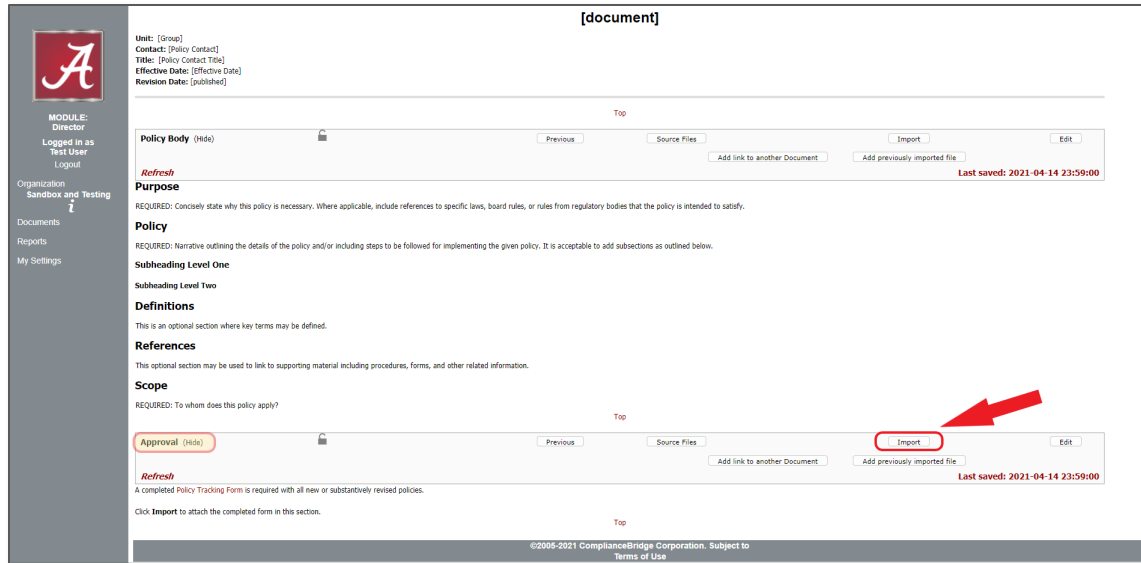 [document]
Unit: [Group]
Contact: [Policy Contact]
Title: [Policy Contact Title]
Effective Date: [Effective Date]
Revision Date: [published]
A
MODULE:
Director
Logged in as
Test User
Logout
Organization
Sandbox and Testing
i
Documents
Reports
My Settings
Top
Policy Body (Hide) Previous Source Files Import Edit
Add link to another Document Add previously imported file
Refresh Last saved: 2021-04-14 23:59:00
Purpose
REQUIRED: Concisely state why this policy is necessary. Where applicable, include references to specific laws, board rules, or rules from regulatory bodies that the policy is intended to satisfy.
Policy
REQUIRED: Narrative outlining the details of the policy and/or including steps to be followed for implementing the given policy. It is acceptable to add subsections as outlined below.
Subheading Level One
Subheading Level Two
Definitions
This is an optional section where key terms may be defined.
References
This optional section may be used to link to supporting material including procedures, forms, and other related information.
Scope
REQUIRED: To whom does this policy apply?
Top
Approval (Hide) Previous Source Files Import Edit
Add link to another Document Add previously imported file
Refresh Last saved: 2021-04-14 23:59:00
A completed Policy Tracking Form is required with all new or substantively revised policies.
Click Import to attach the completed form in this section.
Top
©2005-2021 ComplianceBridge Corporation. Subject to
Terms of Use